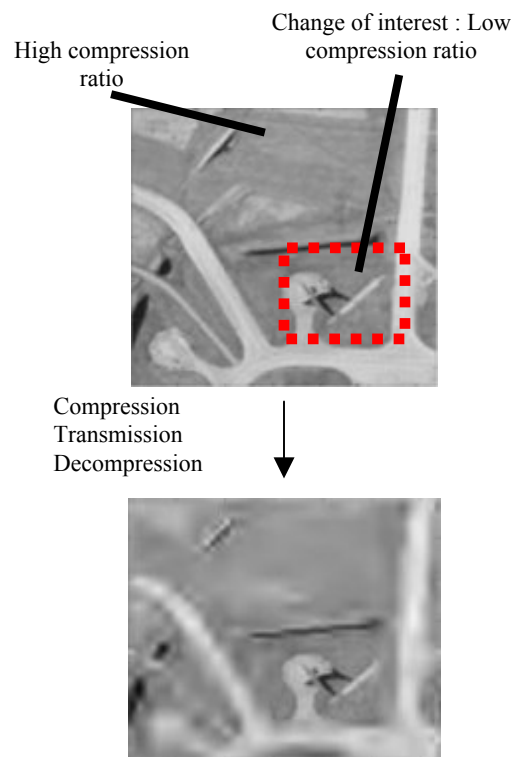 Change of interest : Low
compression ratio
High compression
ratio
Compression
Transmission
Decompression